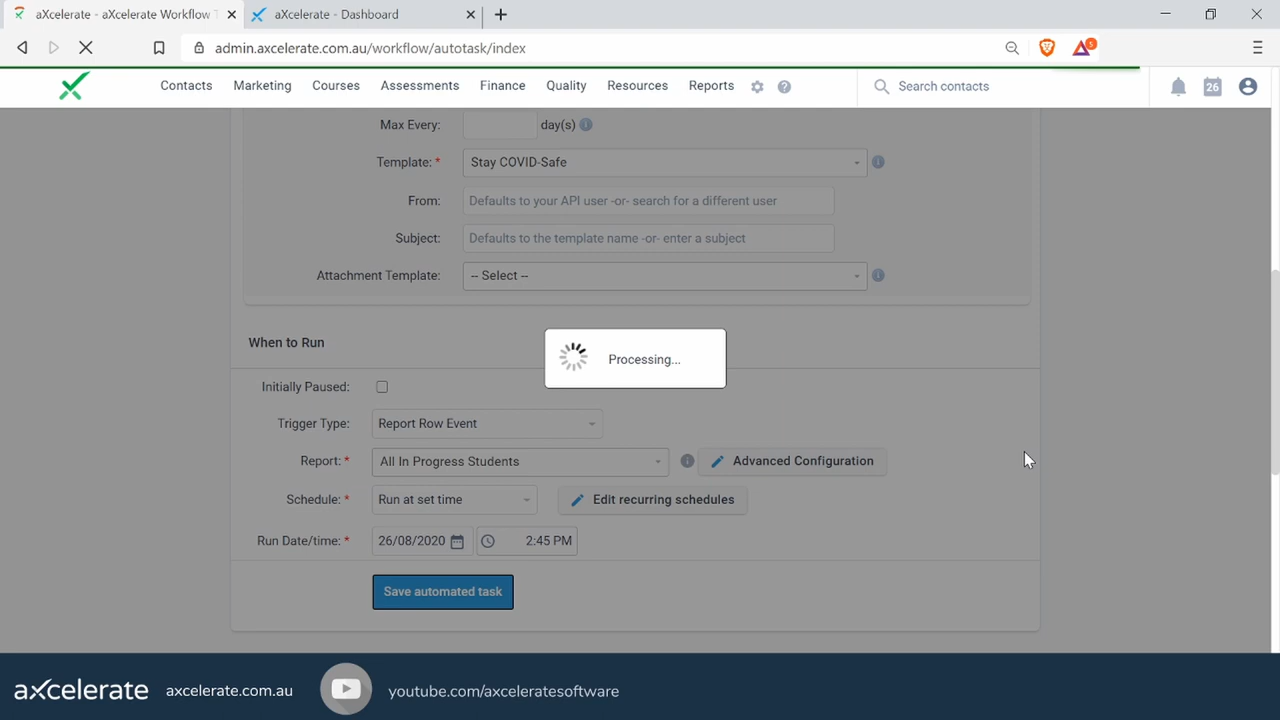 aXcelerate - aXcelerate Workflow T
aXcelerate - Dashboard
admin.axcelerate.com.au/workflow/autotask/index
5
Contacts Marketing Courses Assessments Finance Quality Resources Reports
Search contacts
26
Max Every: day(s)
Template: * Stay COVID-Safe
From: Defaults to your API user -or- search for a different user
Subject: Defaults to the template name -or- enter a subject
Attachment Template: -- Select --
When to Run
Processing...
Initially Paused:
Trigger Type: Report Row Event
Report: * All In Progress Students Advanced Configuration
Schedule: * Run at set time Edit recurring schedules
Run Date/time: * 26/08/2020 2:45 PM
Save automated task
axcelerate axcelerate.com.au youtube.com/axceleratesoftware